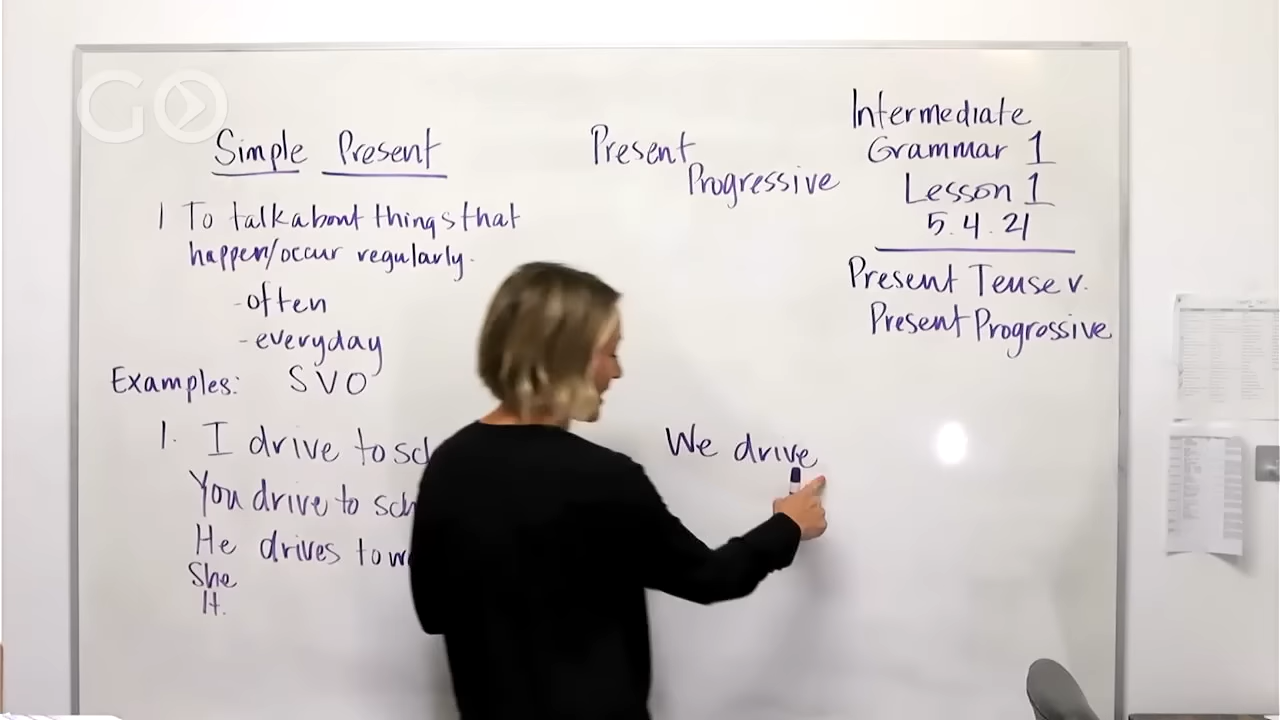 GO
Simple Present
1 To talk about things that
happen/occur regularly.
-often
-everyday
Examples: SVO
1. I drive to sc
You drive to sch
He drives to w
She
It.
Present
Progressive
We drive
Intermediate
Grammar 1
Lesson 1
5.4.21
Present Tense v.
Present Progressive